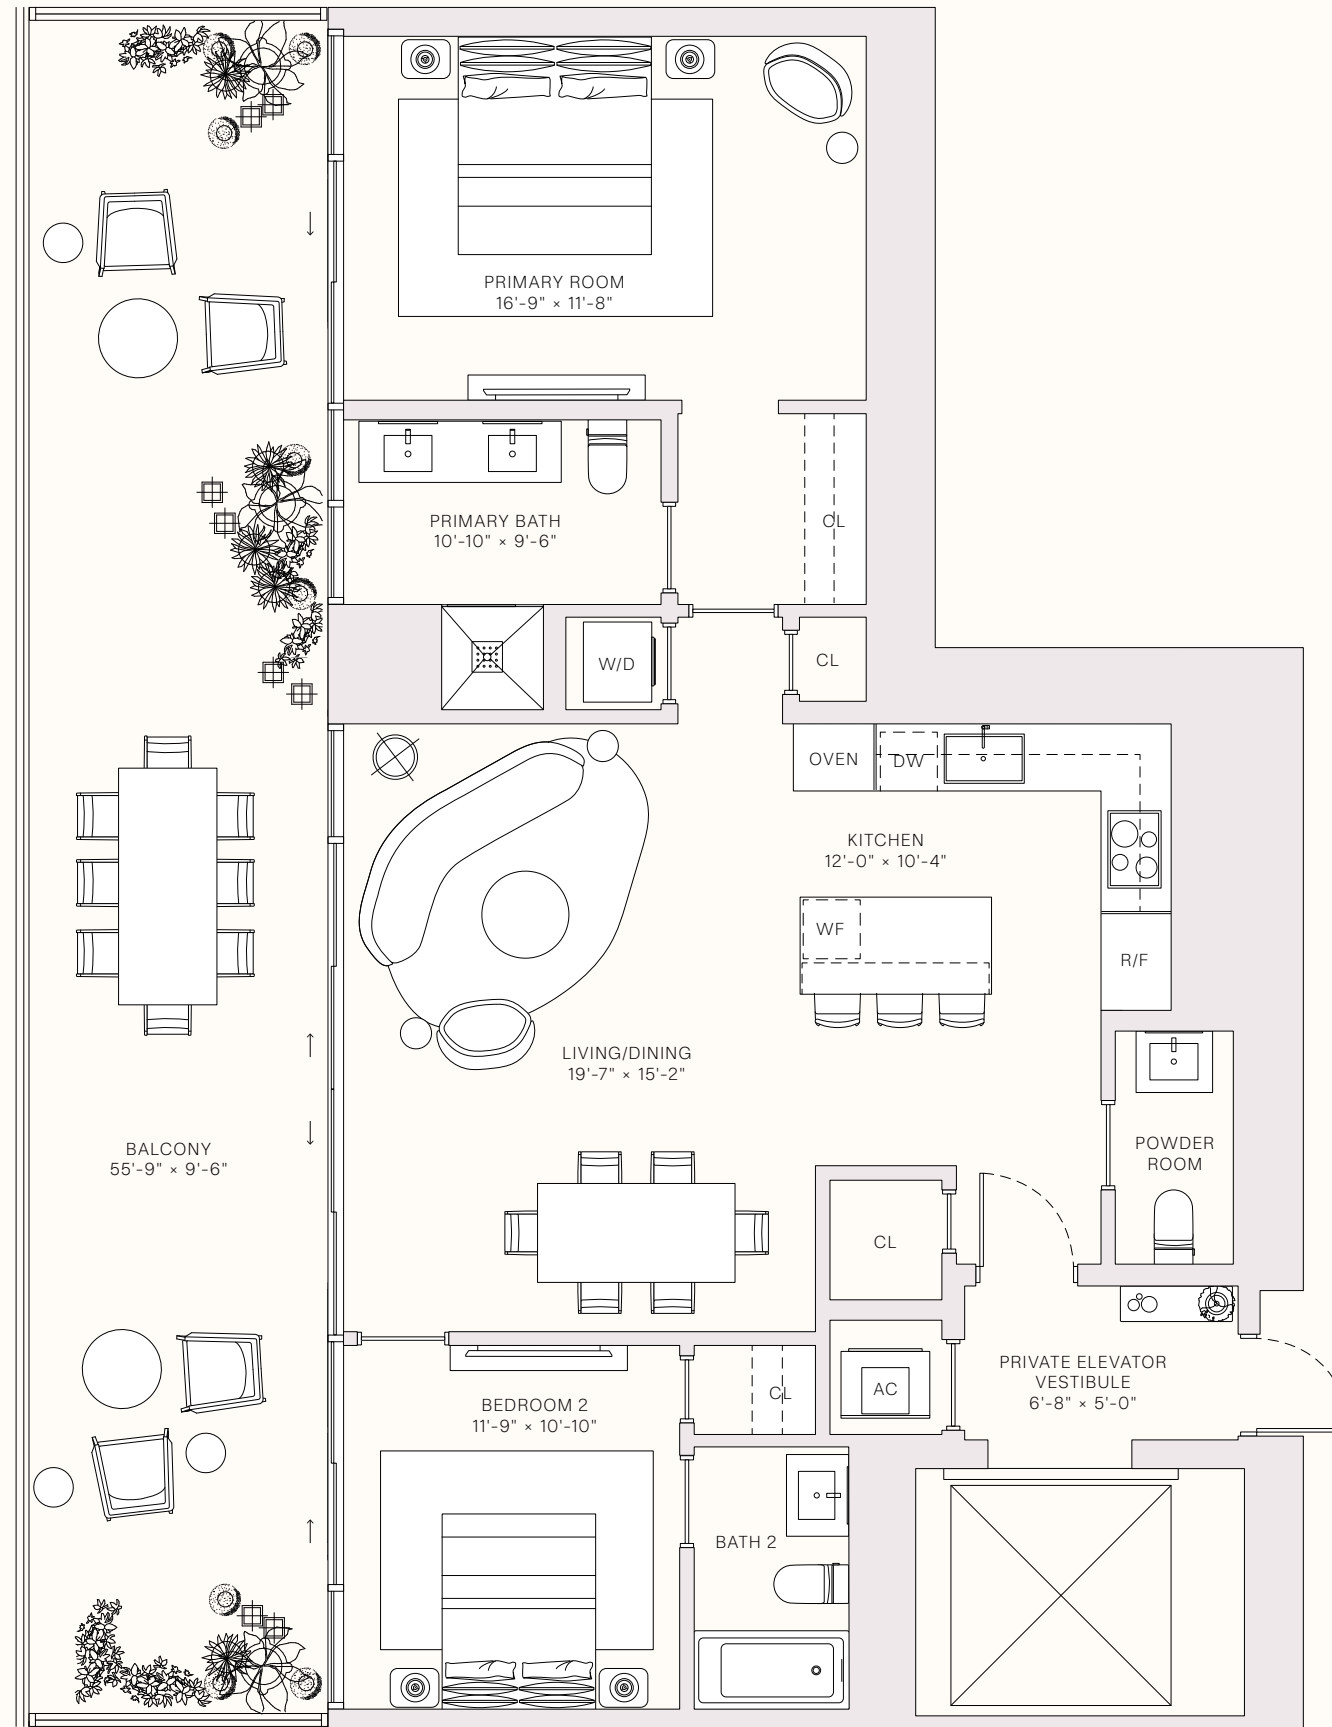 PRIMARY ROOM
16'-9" × 11'-8"
PRIMARY BATH
10'-10" × 9'-6"
CL
W/D
CL
OVEN
DW
KITCHEN
12'-0" × 10'-4"
WF
R/F
LIVING/DINING
19'-7" × 15'-2"
BALCONY
55'-9" × 9'-6"
POWDER
ROOM
CL
PRIVATE ELEVATOR
VESTIBULE
6'-8" × 5'-0"
BEDROOM 2
11'-9" × 10'-10"
CL
AC
BATH 2